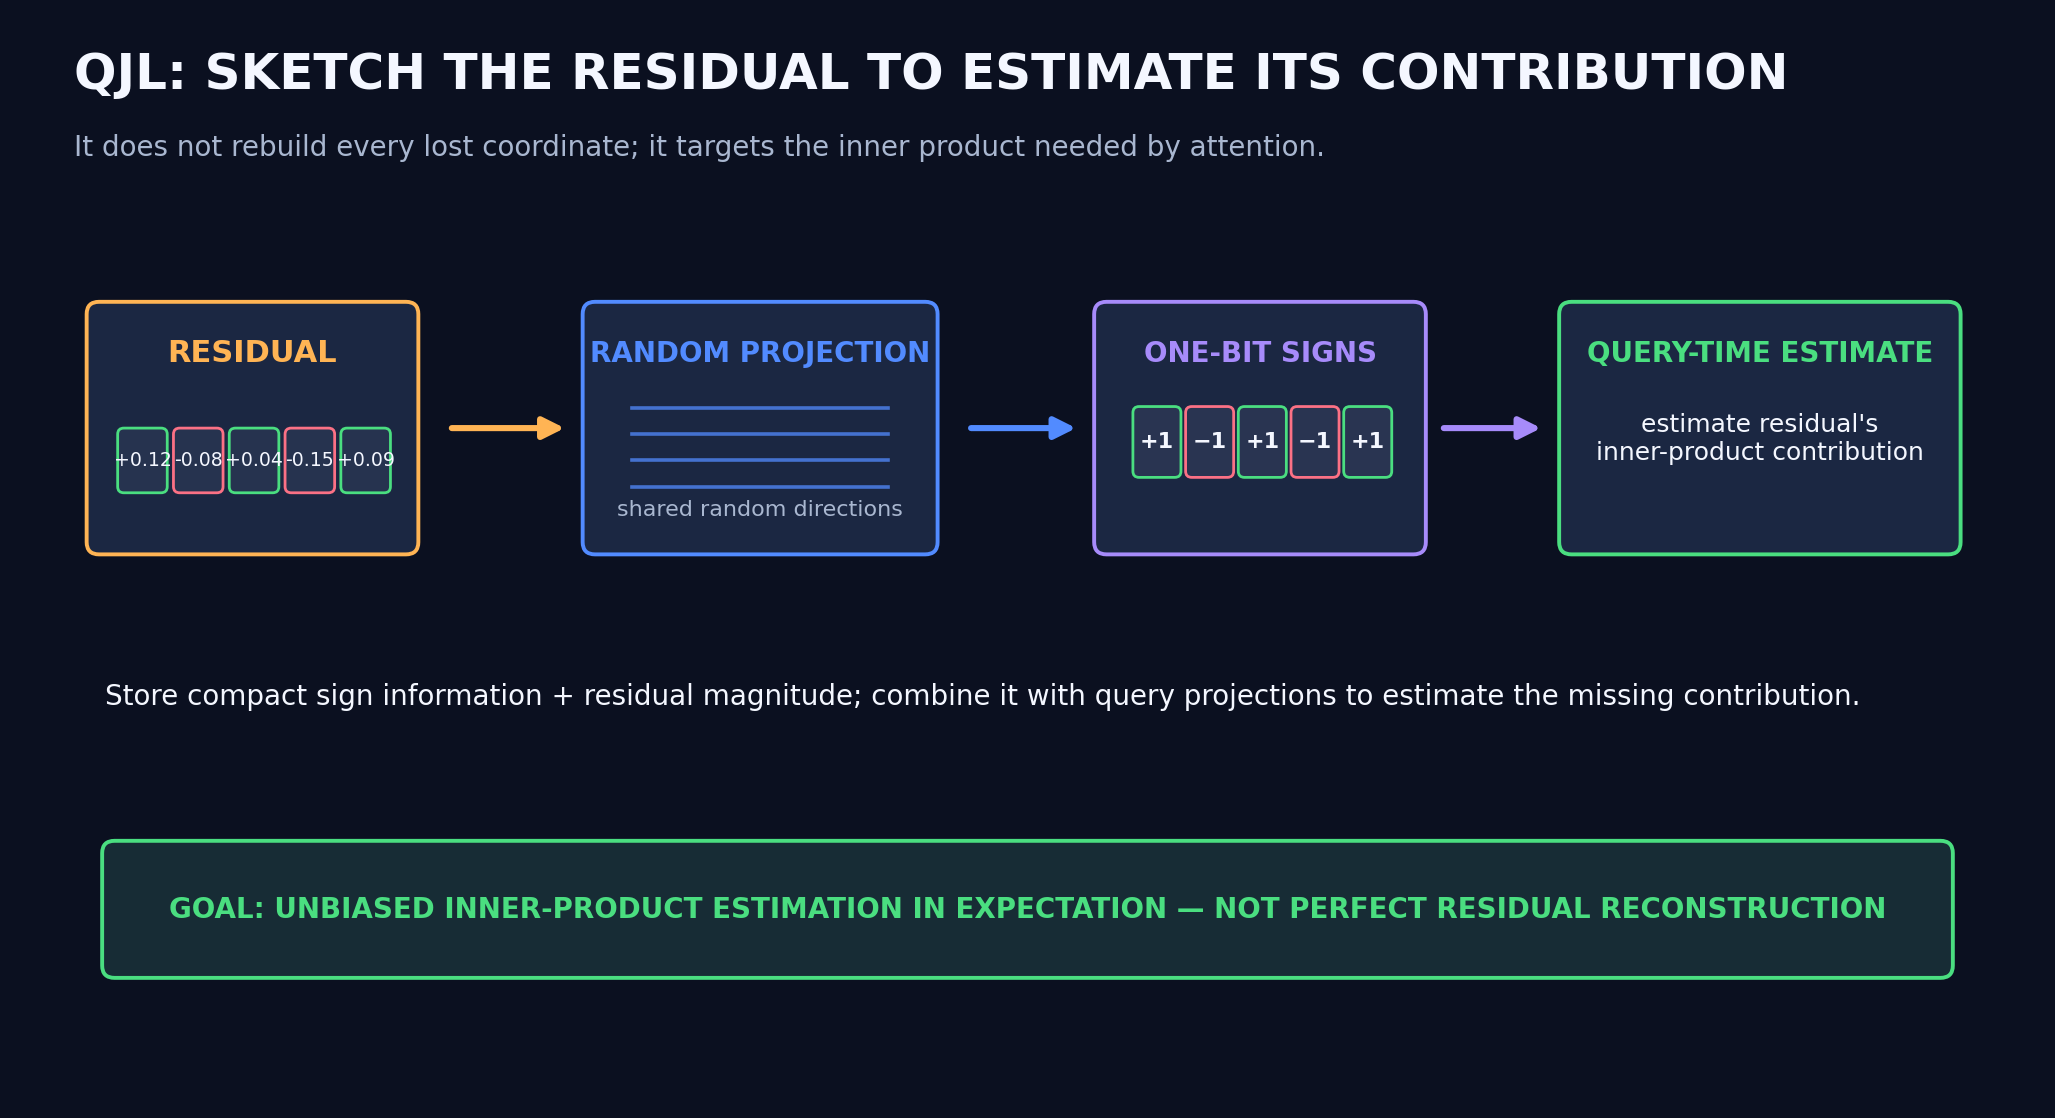 QJL: SKETCH THE RESIDUAL TO ESTIMATE ITS CONTRIBUTION
It does not rebuild every lost coordinate; it targets the inner product needed by attention.
RESIDUAL
+0.12 -0.08 +0.04 -0.15 +0.09
RANDOM PROJECTION
shared random directions
ONE-BIT SIGNS
+1 −1 +1 −1 +1
QUERY-TIME ESTIMATE
estimate residual's
inner-product contribution
Store compact sign information + residual magnitude; combine it with query projections to estimate the missing contribution.
GOAL: UNBIASED INNER-PRODUCT ESTIMATION IN EXPECTATION — NOT PERFECT RESIDUAL RECONSTRUCTION